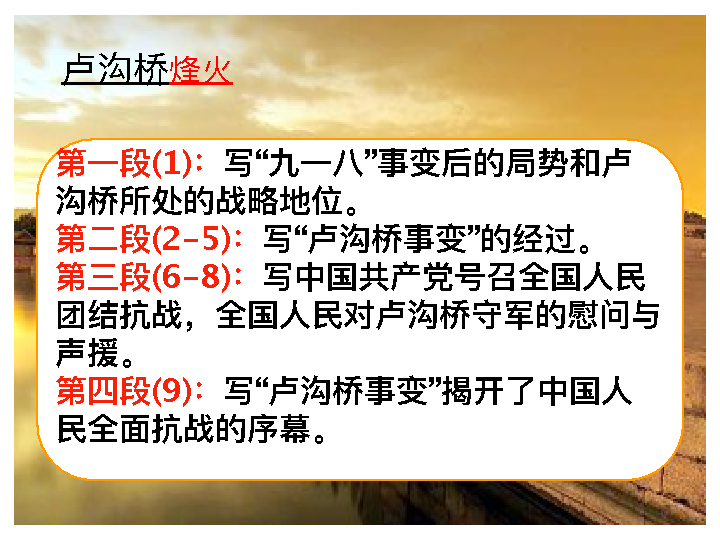 卢沟桥烽火
第一段(1)：写“九一八”事变后的局势和卢
沟桥所处的战略地位。
第二段(2-5)：写“卢沟桥事变”的经过。
第三段(6-8)：写中国共产党号召全国人民
团结抗战，全国人民对卢沟桥守军的慰问与
声援。
第四段(9)：写“卢沟桥事变”揭开了中国人
民全面抗战的序幕。